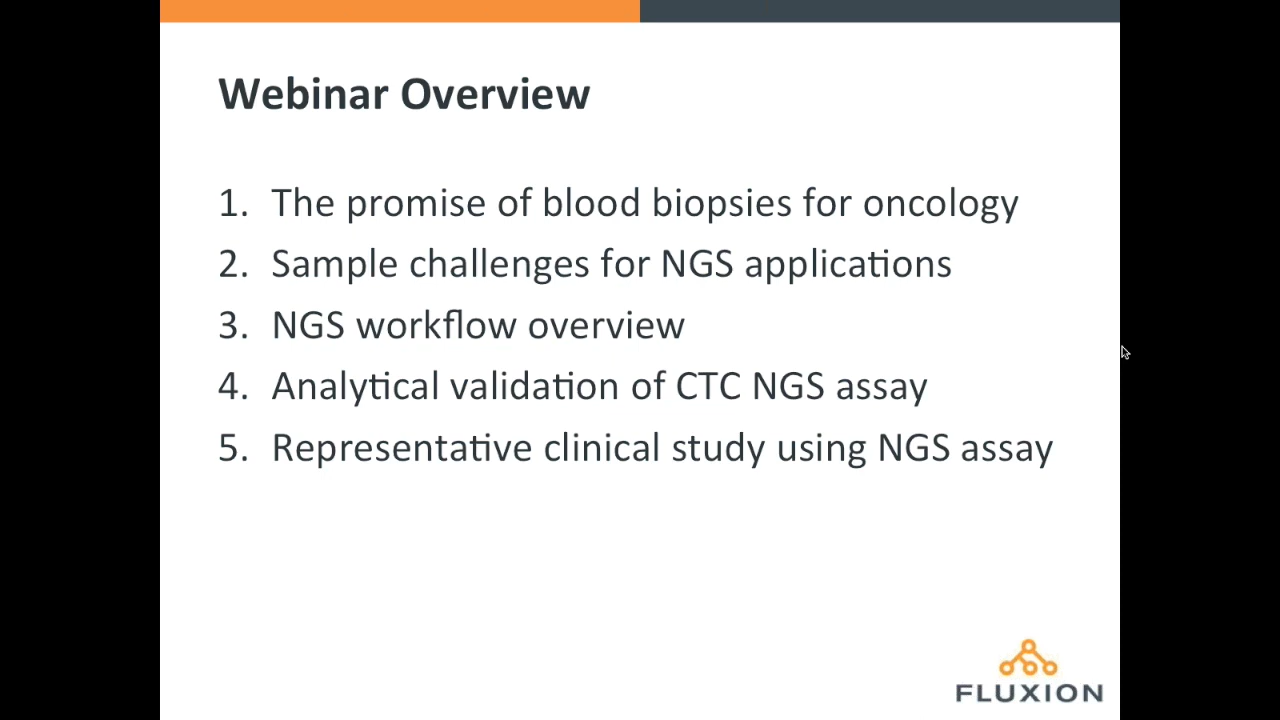 Webinar Overview
1. The promise of blood biopsies for oncology
2. Sample challenges for NGS applications
3. NGS workflow overview
4. Analytical validation of CTC NGS assay
5. Representative clinical study using NGS assay
FLUXION